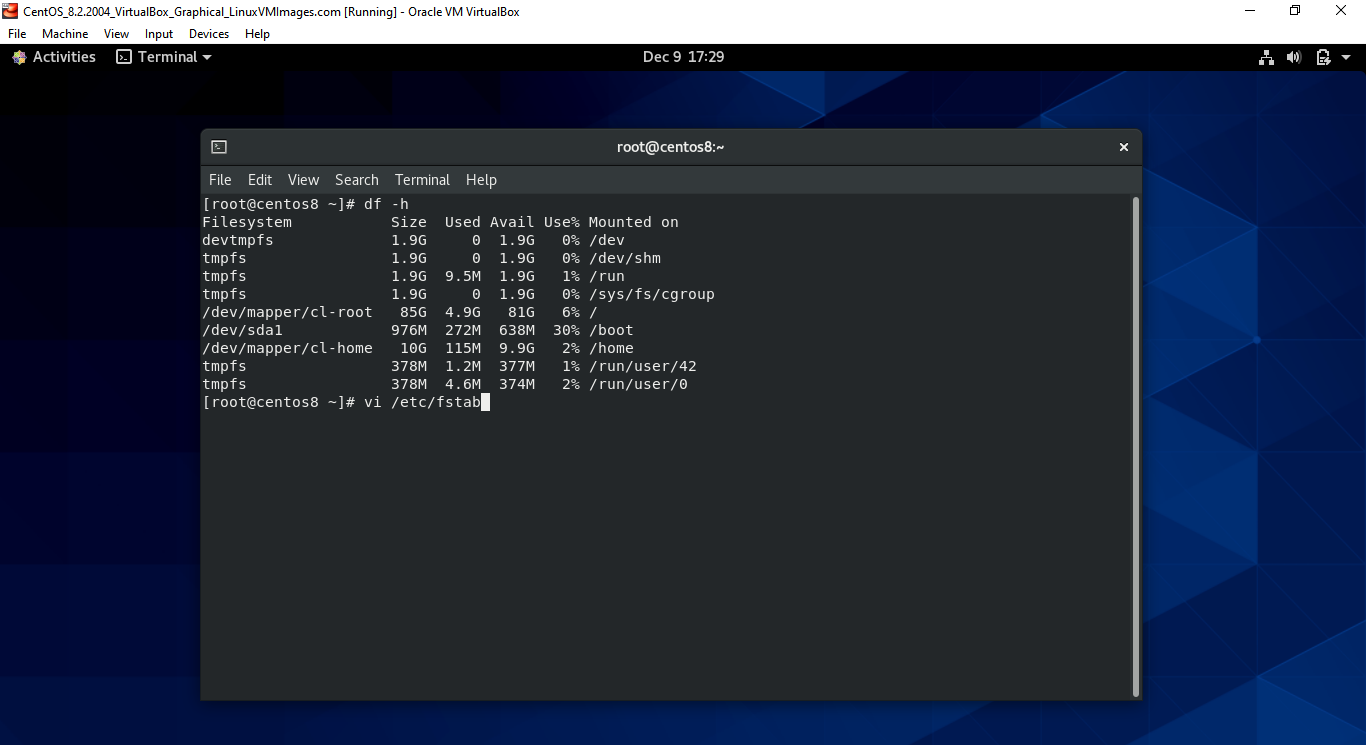 CentOS_8.2.2004_VirtualBox_Graphical_LinuxVMImages.com [Running] - Oracle VM VirtualBox
File Machine View Input Devices Help
Activities Terminal Dec 9 17:29
root@centos8:~
File Edit View Search Terminal Help
[root@centos8 ~]# df -h
Filesystem           Size  Used Avail Use% Mounted on
devtmpfs             1.9G     0  1.9G   0% /dev
tmpfs                1.9G     0  1.9G   0% /dev/shm
tmpfs                1.9G  9.5M  1.9G   1% /run
tmpfs                1.9G     0  1.9G   0% /sys/fs/cgroup
/dev/mapper/cl-root   85G  4.9G   81G   6% /
/dev/sda1            976M  272M  638M  30% /boot
/dev/mapper/cl-home   10G  115M  9.9G   2% /home
tmpfs                378M  1.2M  377M   1% /run/user/42
tmpfs                378M  4.6M  374M   2% /run/user/0
[root@centos8 ~]# vi /etc/fstab